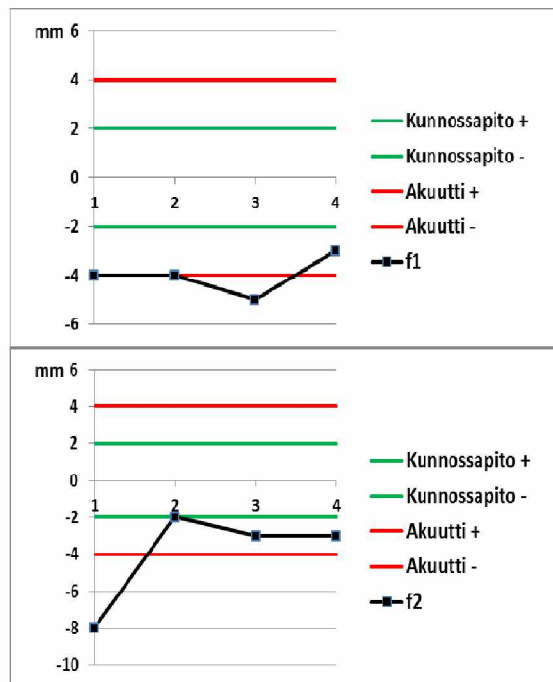 mm 6
4
2
0
-2
-4
-6
1 2 3 4
Kunnossapito +
Kunnossapito -
Akuutti +
Akuutti -
f1
mm 6
4
2
0
-2
-4
-6
-8
-10
1 2 3 4
Kunnossapito +
Kunnossapito -
Akuutti +
Akuutti -
f2